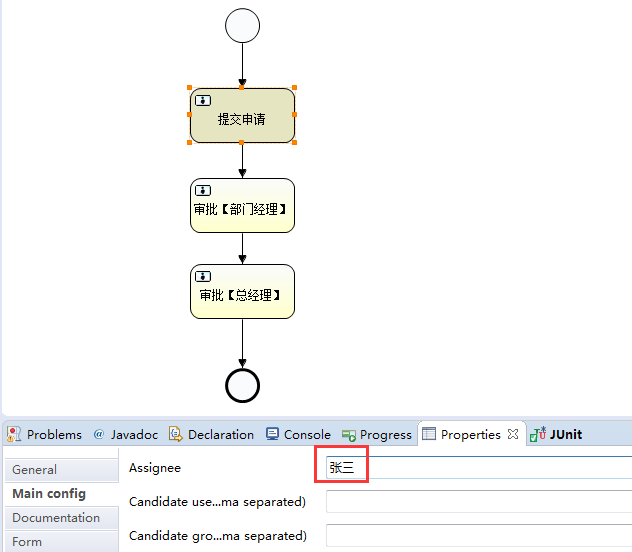 提交申请
审批【部门经理】
审批【总经理】
Problems @ Javadoc Declaration Console Progress Properties JUnit
General
Main config
Documentation
Form
Assignee 张三
Candidate use...ma separated)
Candidate gro...ma separated)